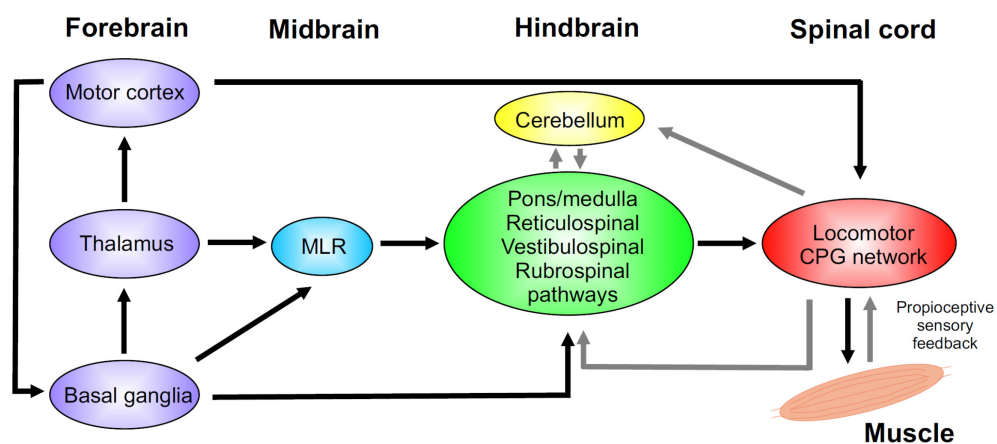 Forebrain
Midbrain
Hindbrain
Spinal cord
Motor cortex
Cerebellum
Thalamus
MLR
Pons/medulla
Reticulospinal
Vestibulospinal
Rubrospinal
pathways
Locomotor
CPG network
Propioceptive
sensory
feedback
Basal ganglia
Muscle